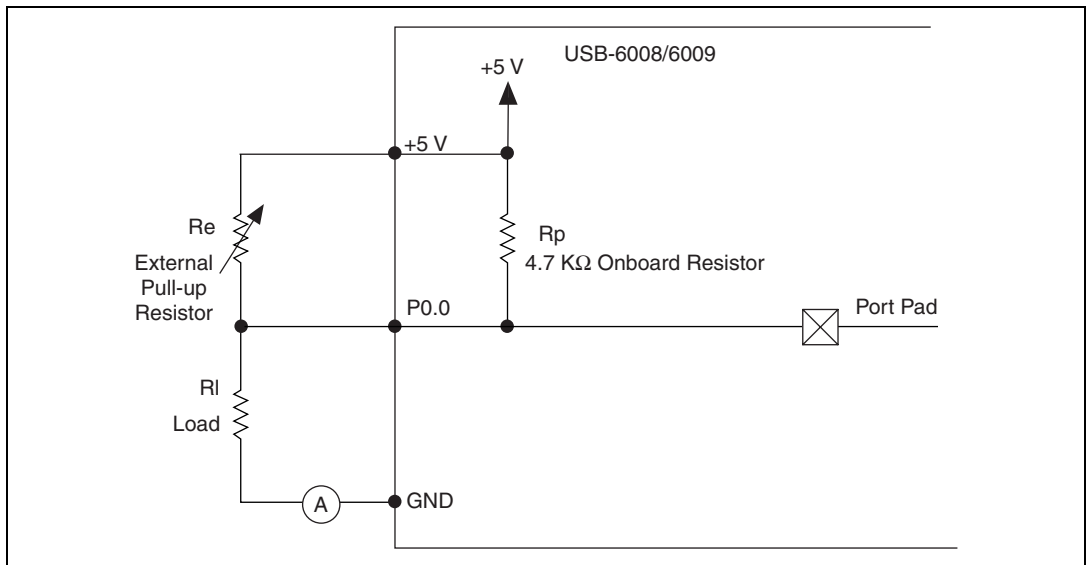 USB-6008/6009
+5 V
+5 V
Re
External
Pull-up
Resistor
Rp
4.7 KΩ Onboard Resistor
P0.0
Port Pad
Rl
Load
A
GND